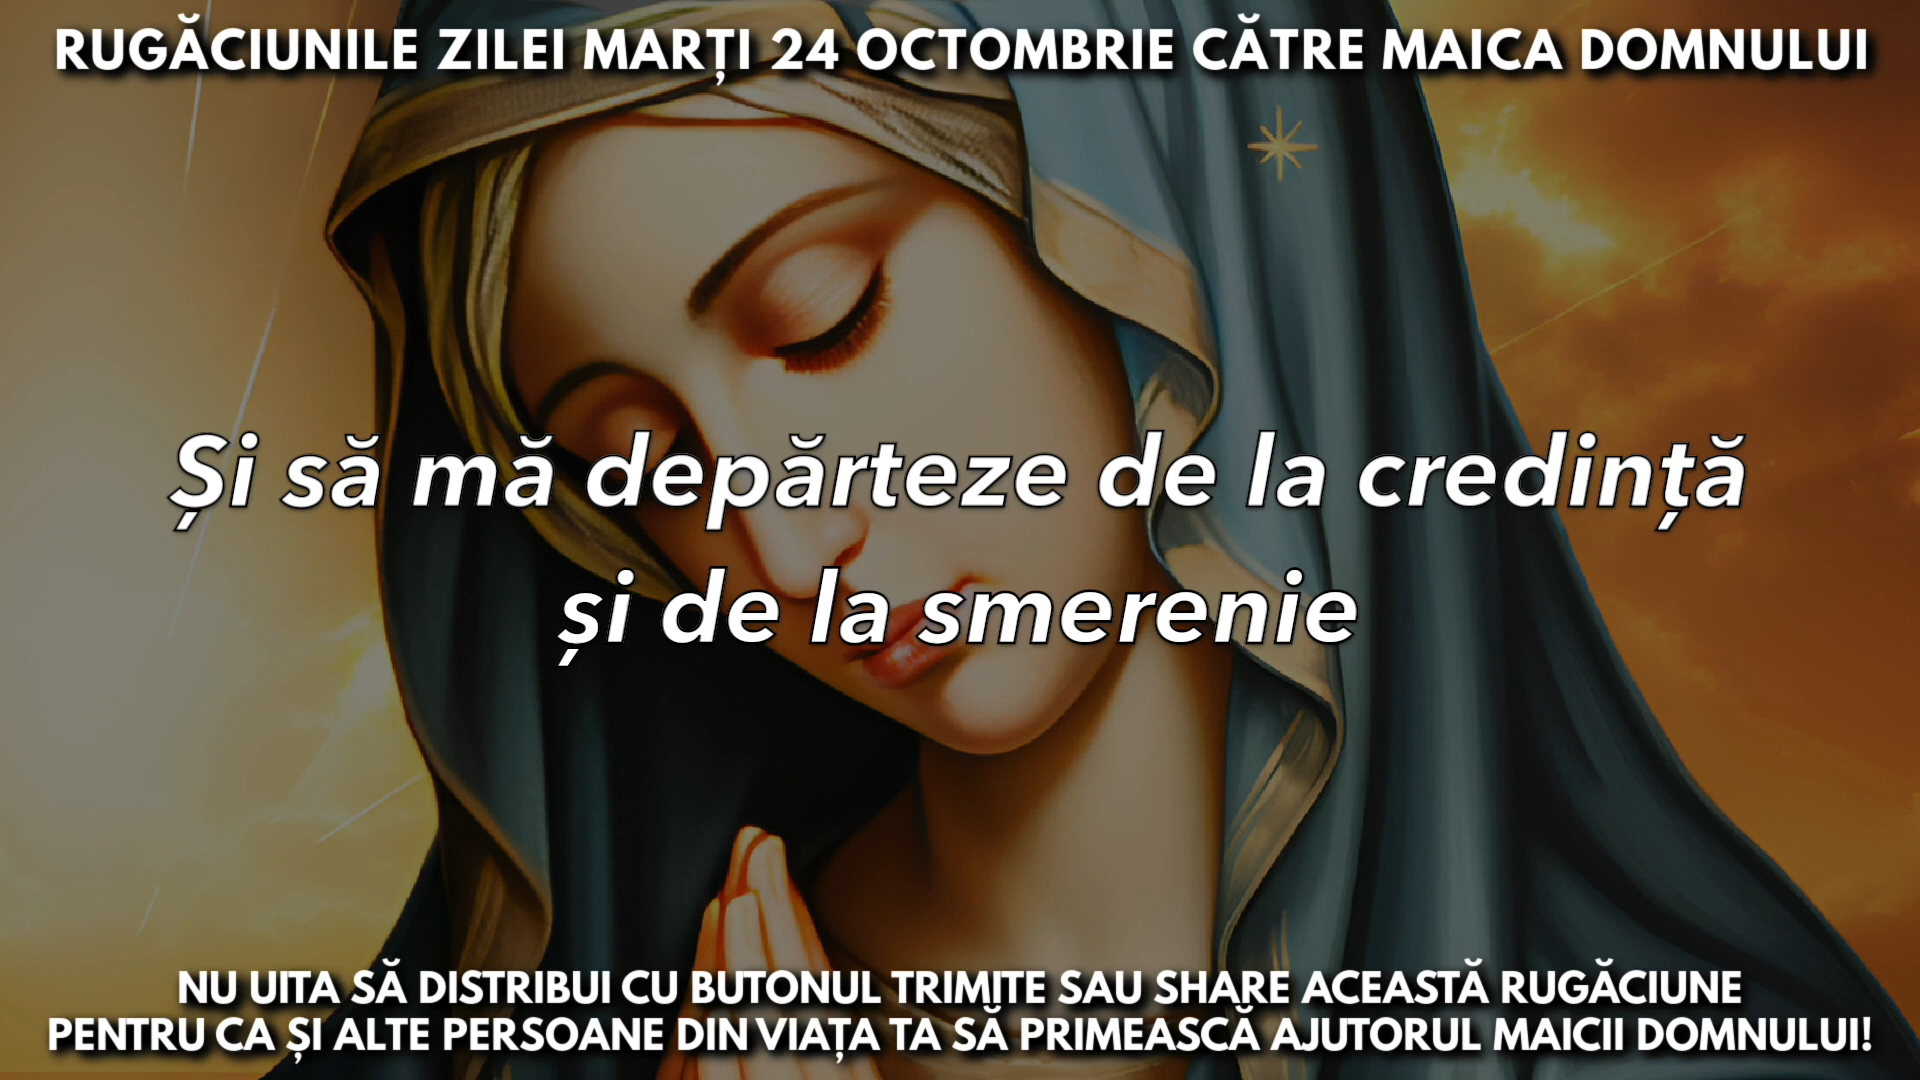 RUGĂCIUNILE ZILEI MARȚI 24 OCTOMBRIE CĂTRE MAICA DOMNULUI
Și să mă depărteze de la credință
și de la smerenie
NU UITA SĂ DISTRIBUI CU BUTONUL TRIMITE SAU SHARE ACEASTĂ RUGĂCIUNE
PENTRU CA ȘI ALTE PERSOANE DIN VIAȚA TA SĂ PRIMEASCĂ AJUTORUL MAICII DOMNULUI!